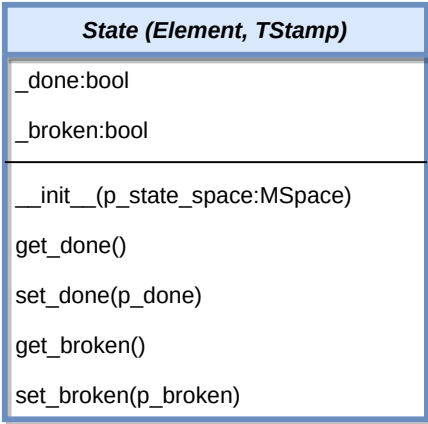 State (Element, TStamp)
_done:bool
_broken:bool
__init__(p_state_space:MSpace)
get_done()
set_done(p_done)
get_broken()
set_broken(p_broken)